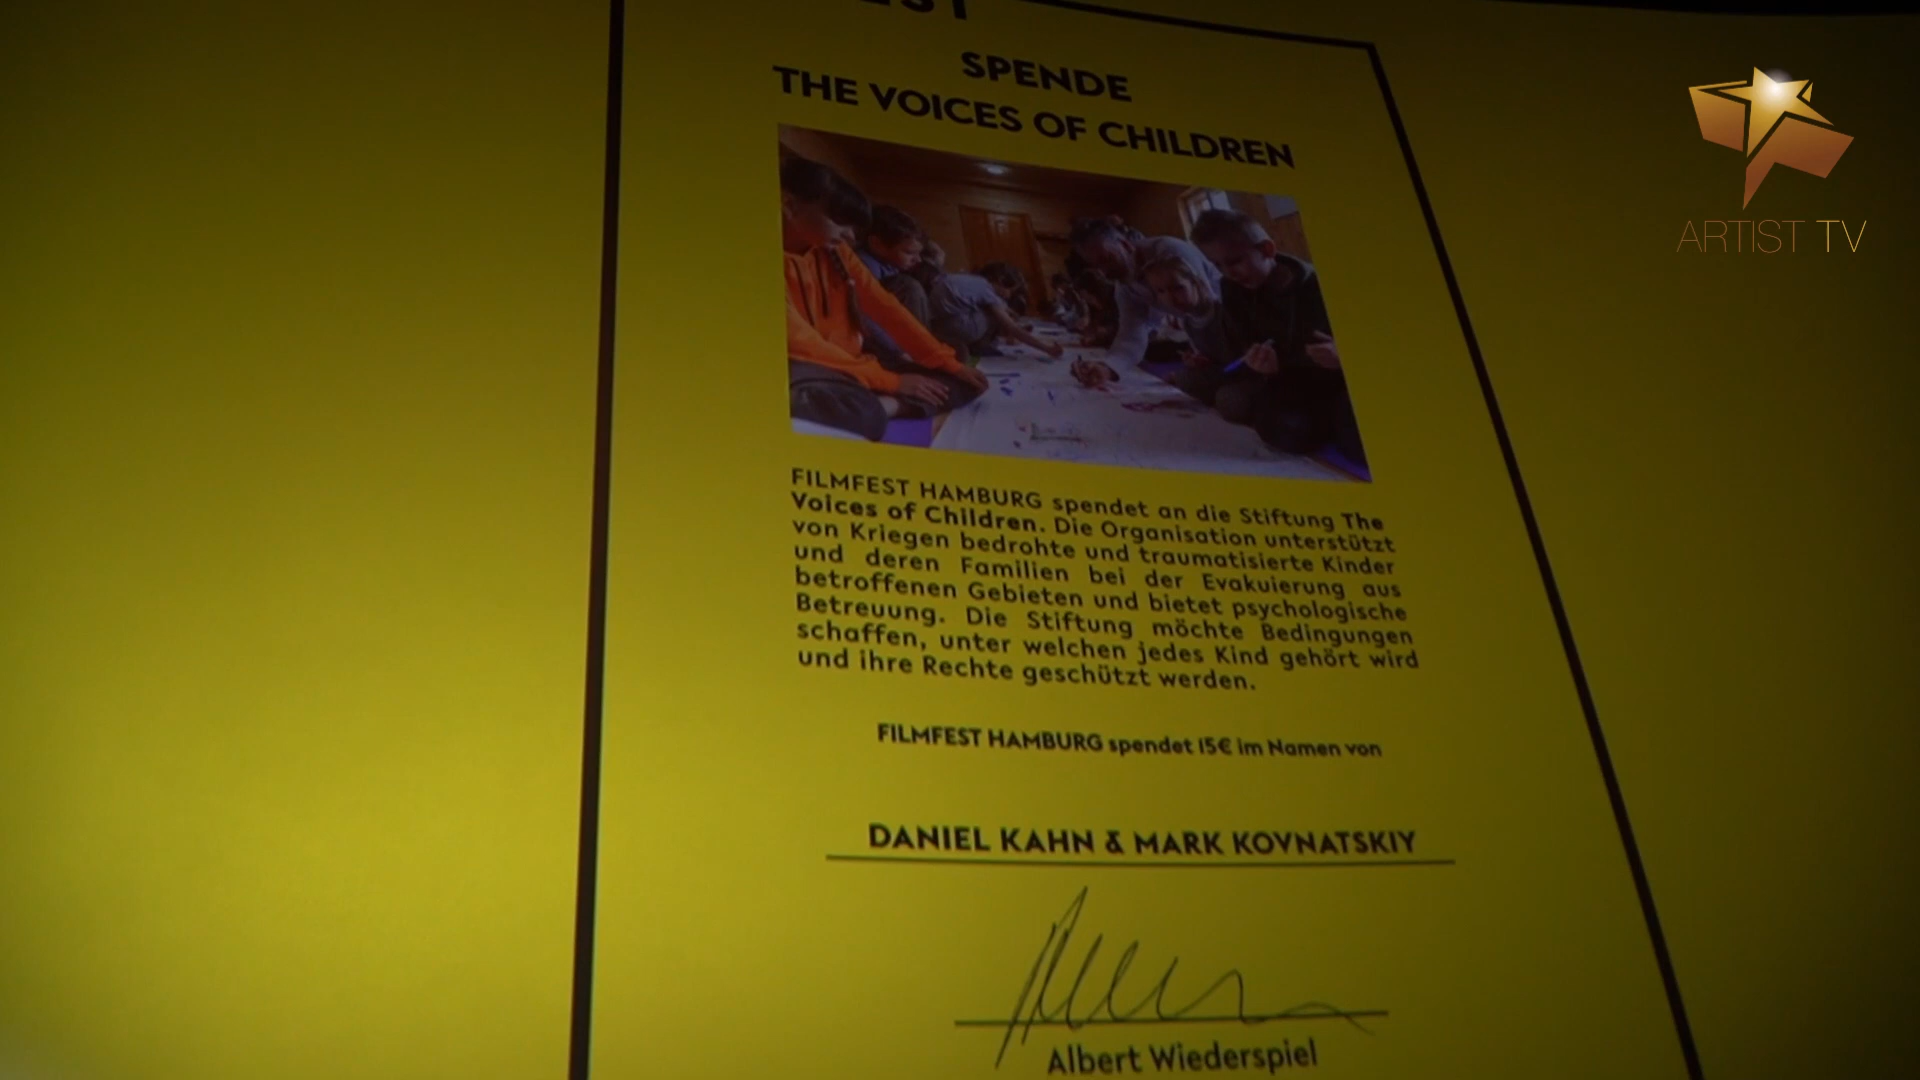 SPENDE
THE VOICES OF CHILDREN
ARTIST TV
FILMFEST HAMBURG spendet an die Stiftung The
Voices of Children. Die Organisation unterstützt
von Kriegen bedrohte und traumatisierte Kinder
und deren Familien bei der Evakuierung aus
betroffenen Gebieten und bietet psychologische
Betreuung. Die Stiftung möchte Bedingungen
schaffen, unter welchen jedes Kind gehört wird
und ihre Rechte geschützt werden.
FILMFEST HAMBURG spendet 15€ im Namen von
DANIEL KAHN & MARK KOVNATSKIY
Albert Wiederspiel